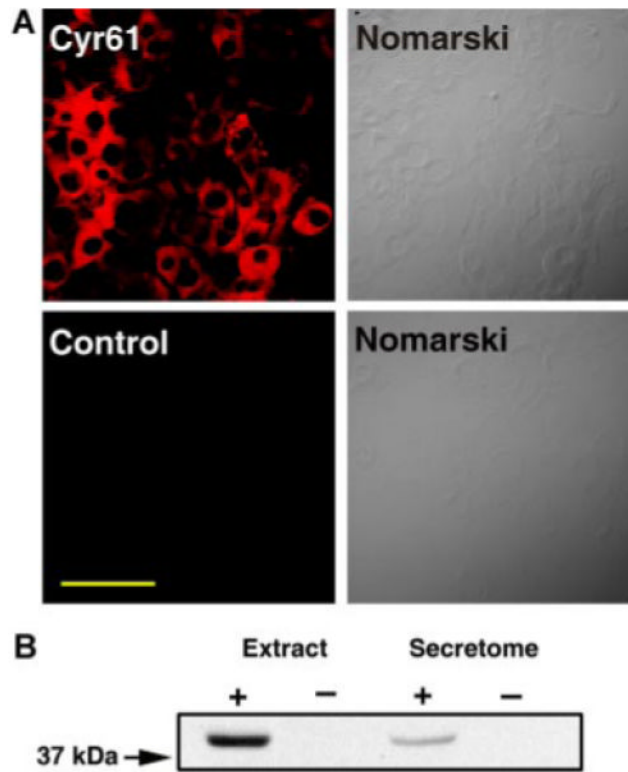 A
Cyr61
Nomarski
Control
Nomarski
B
Extract Secretome
+ − + −
37 kDa